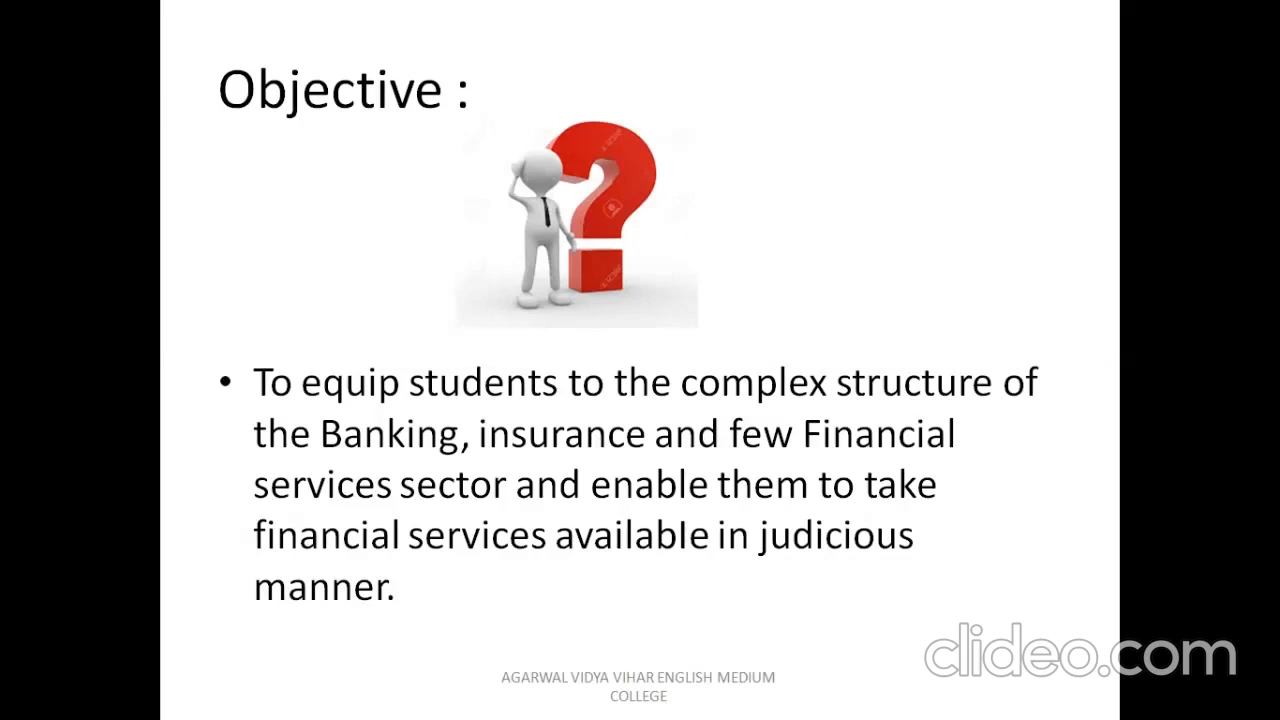 Objective :
• To equip students to the complex structure of
the Banking, insurance and few Financial
services sector and enable them to take
financial services available in judicious
manner.
clideo.com
AGARWAL VIDYA VIHAR ENGLISH MEDIUM
COLLEGE